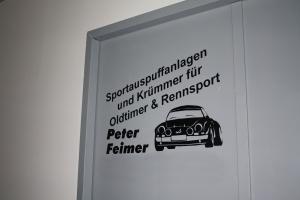 Sportauspuffanlagen
und Krümmer für
Oldtimer & Rennsport
Peter
Feimer